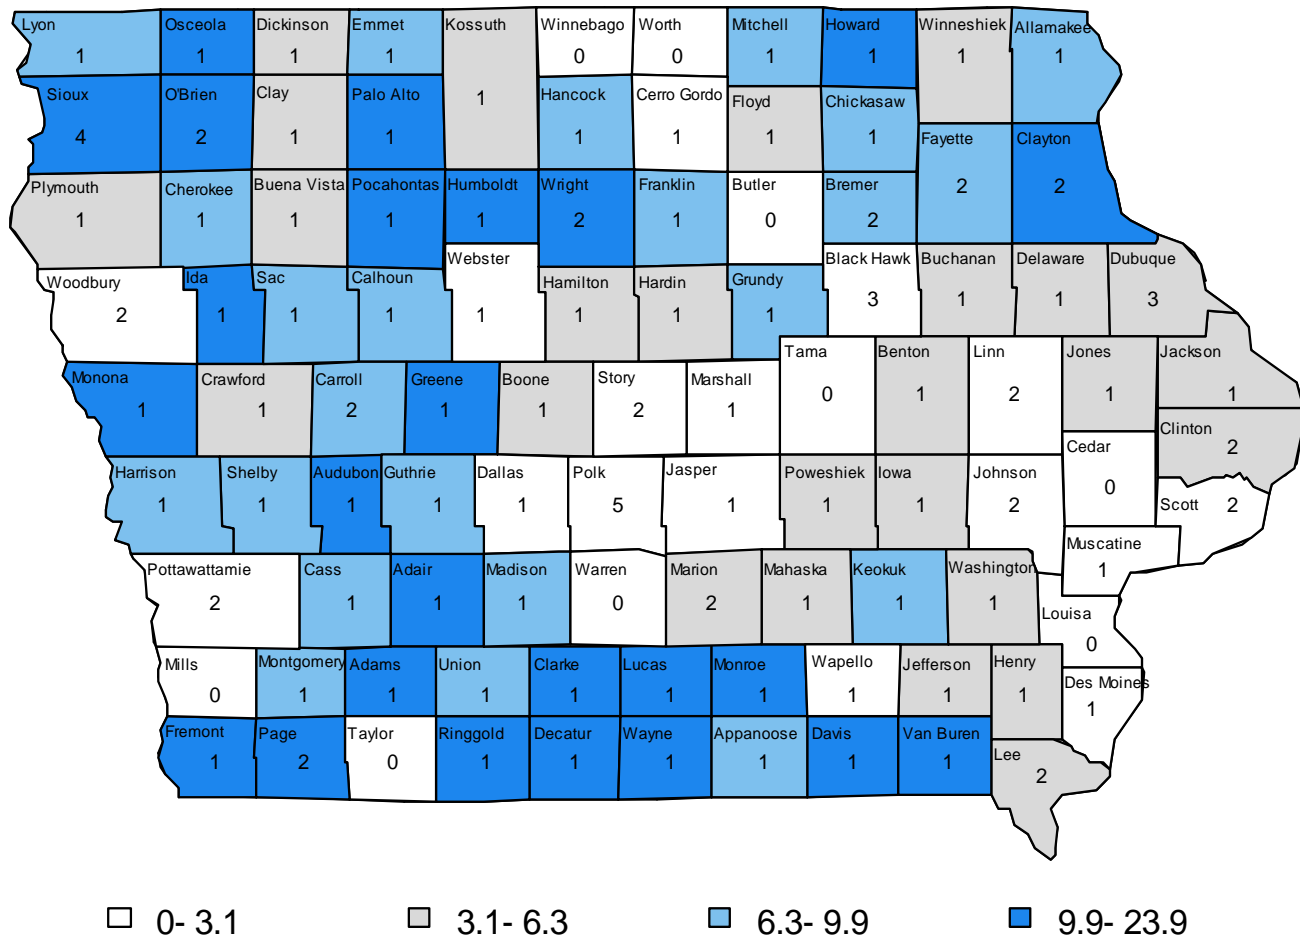 Lyon Osceola Dickinson Emmet Kossuth Winnebago Worth Mitchell Howard Winneshiek Allamakee
1 1 1 1 0 0 1 1 1 1
Sioux O'Brien Clay Palo Alto 1 Hancock Cerro Gordo Floyd Chickasaw
4 2 1 1 1 1 1 1
Fayette Clayton
2 2
Plymouth Cherokee Buena Vista Pocahontas Humboldt Wright Franklin Butler Bremer
1 1 1 1 1 2 1 0 2
Woodbury Ida Sac Calhoun Webster Hamilton Hardin Grundy Black Hawk Buchanan Delaware Dubuque
2 1 1 1 1 1 1 1 3 1 1 3
Monona Crawford Carroll Greene Boone Story Marshall Tama Benton Linn Jones Jackson
1 1 2 1 1 2 1 0 1 2 1 1
Clinton
2
Harrison Shelby Audubon Guthrie Dallas Polk Jasper Poweshiek Iowa Johnson Cedar Scott
1 1 1 1 1 5 1 1 1 2 0 2
Muscatine
1
Pottawattamie Cass Adair Madison Warren Marion Mahaska Keokuk Washington
2 1 1 1 0 2 1 1 1
Louisa
0
Mills Montgomery Adams Union Clarke Lucas Monroe Wapello Jefferson Henry Des Moines
0 1 1 1 1 1 1 1 1 1 1
Fremont Page Taylor Ringgold Decatur Wayne Appanoose Davis Van Buren Lee
1 2 0 1 1 1 1 1 1 2
0- 3.1 3.1- 6.3 6.3- 9.9 9.9- 23.9